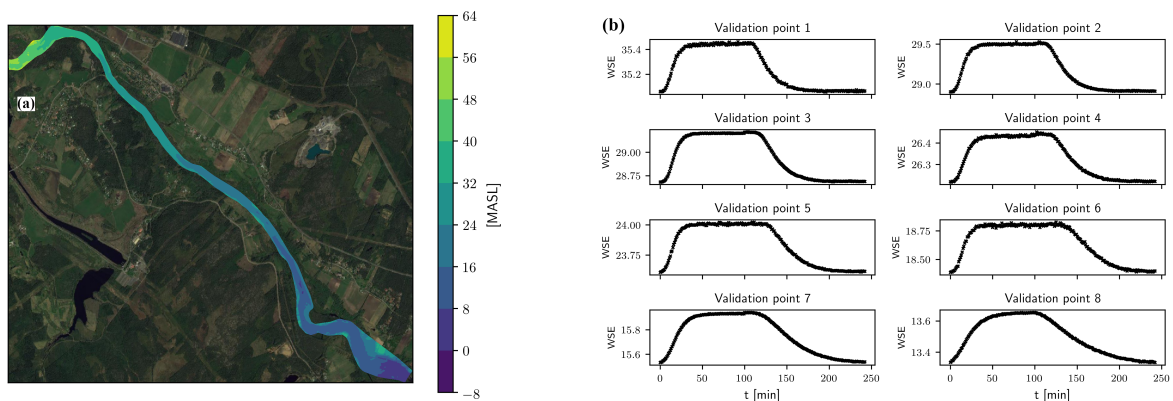 (a)
64
56
48
40
32
24
16
8
0
−8
[MASL]
(b)
Validation point 1
WSE
35.4
35.2
Validation point 2
WSE
29.5
29.0
Validation point 3
WSE
29.00
28.75
Validation point 4
WSE
26.4
26.3
Validation point 5
WSE
24.00
23.75
Validation point 6
WSE
18.75
18.50
Validation point 7
WSE
15.8
15.6
0 50 100 150 200 250
t [min]
Validation point 8
WSE
13.6
13.4
0 50 100 150 200 250
t [min]